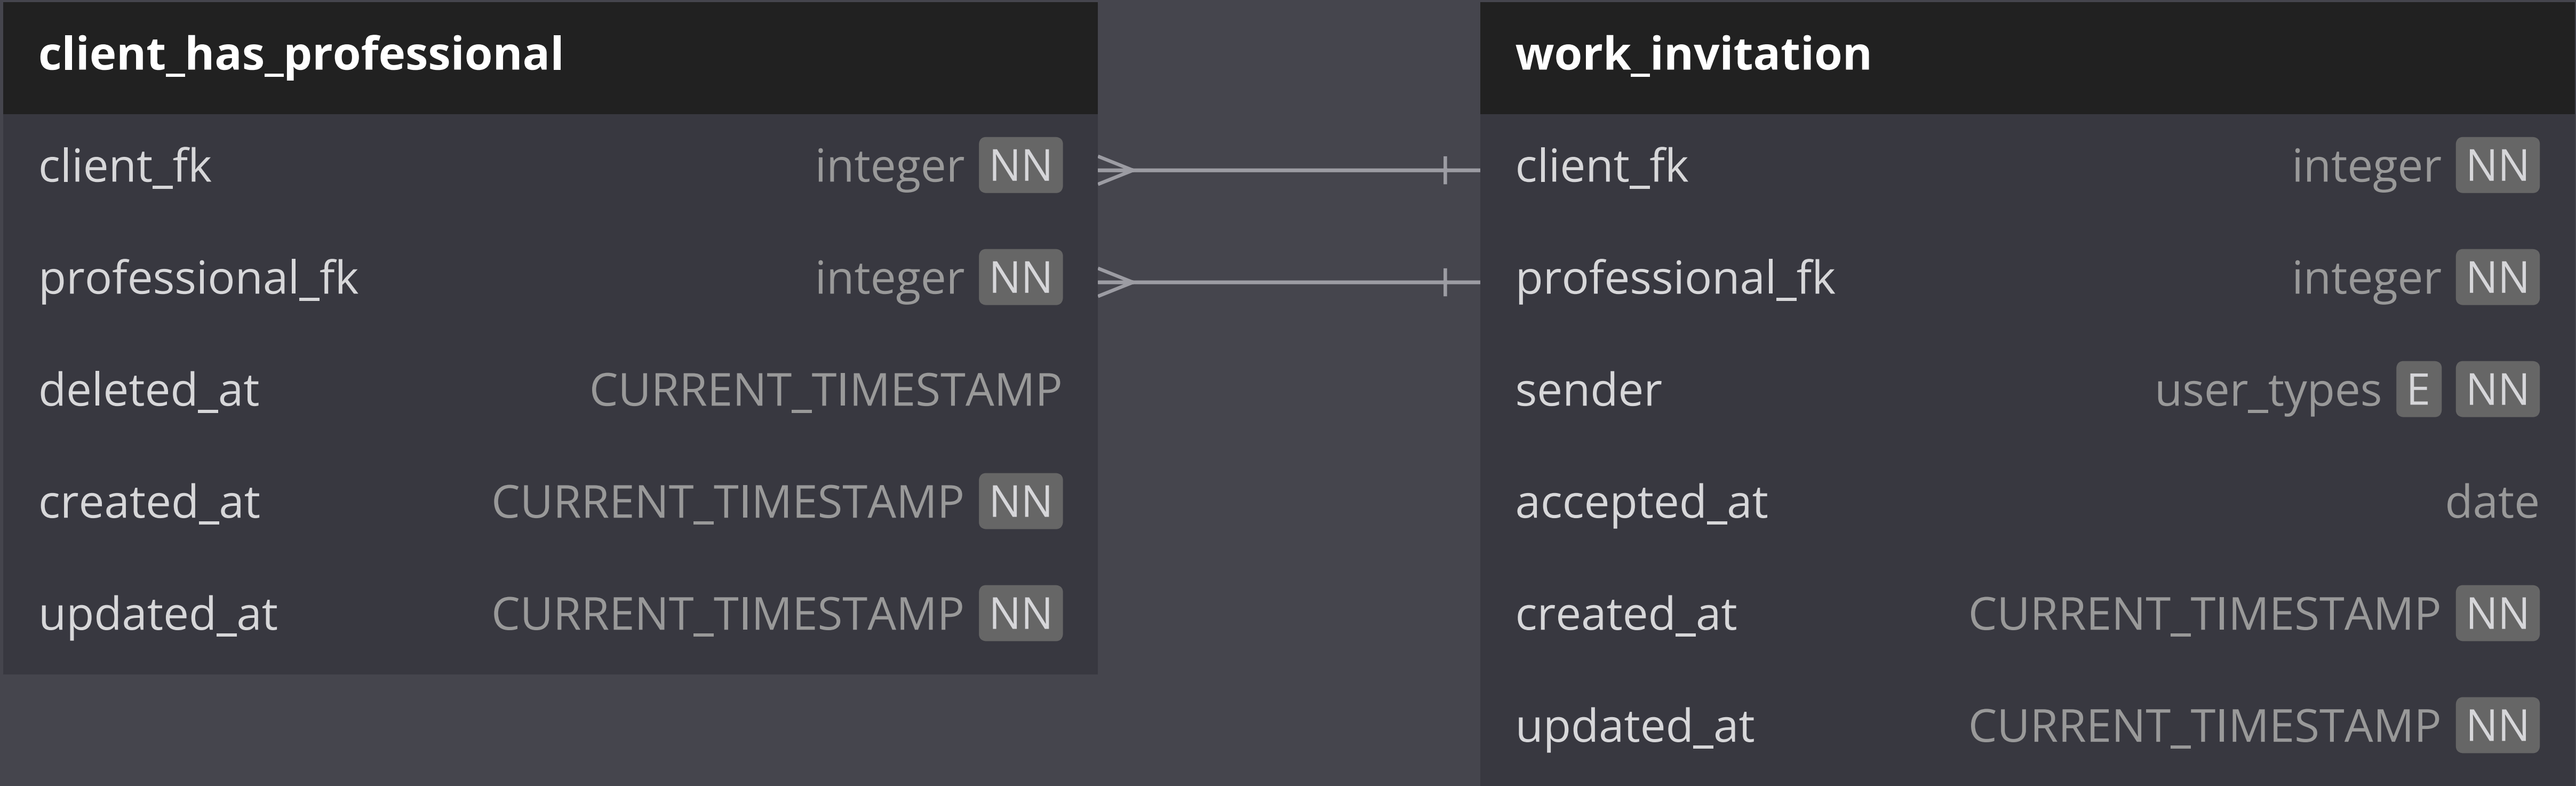 client_has_professional
client_fk integer NN
professional_fk integer NN
deleted_at CURRENT_TIMESTAMP
created_at CURRENT_TIMESTAMP NN
updated_at CURRENT_TIMESTAMP NN
work_invitation
client_fk integer NN
professional_fk integer NN
sender user_types E NN
accepted_at date
created_at CURRENT_TIMESTAMP NN
updated_at CURRENT_TIMESTAMP NN